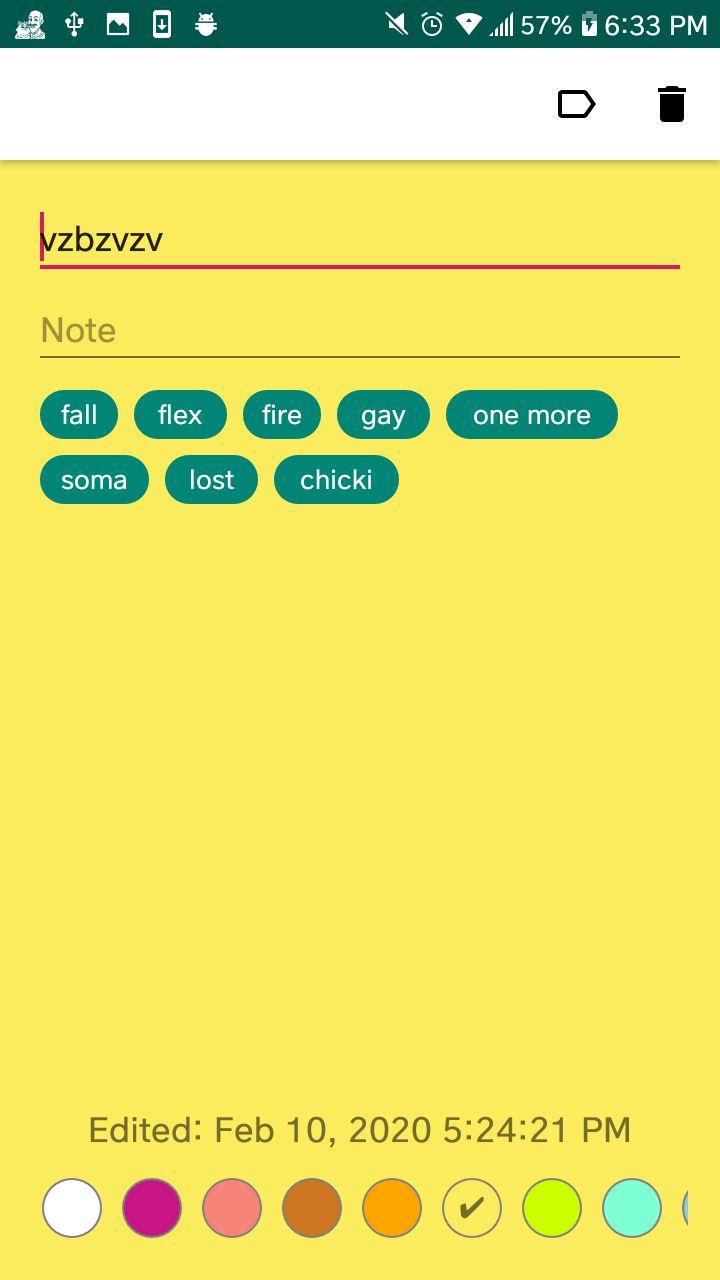 57% 6:33 PM
vzbzvzv
Note
fall flex fire gay one more
soma lost chicki
Edited: Feb 10, 2020 5:24:21 PM